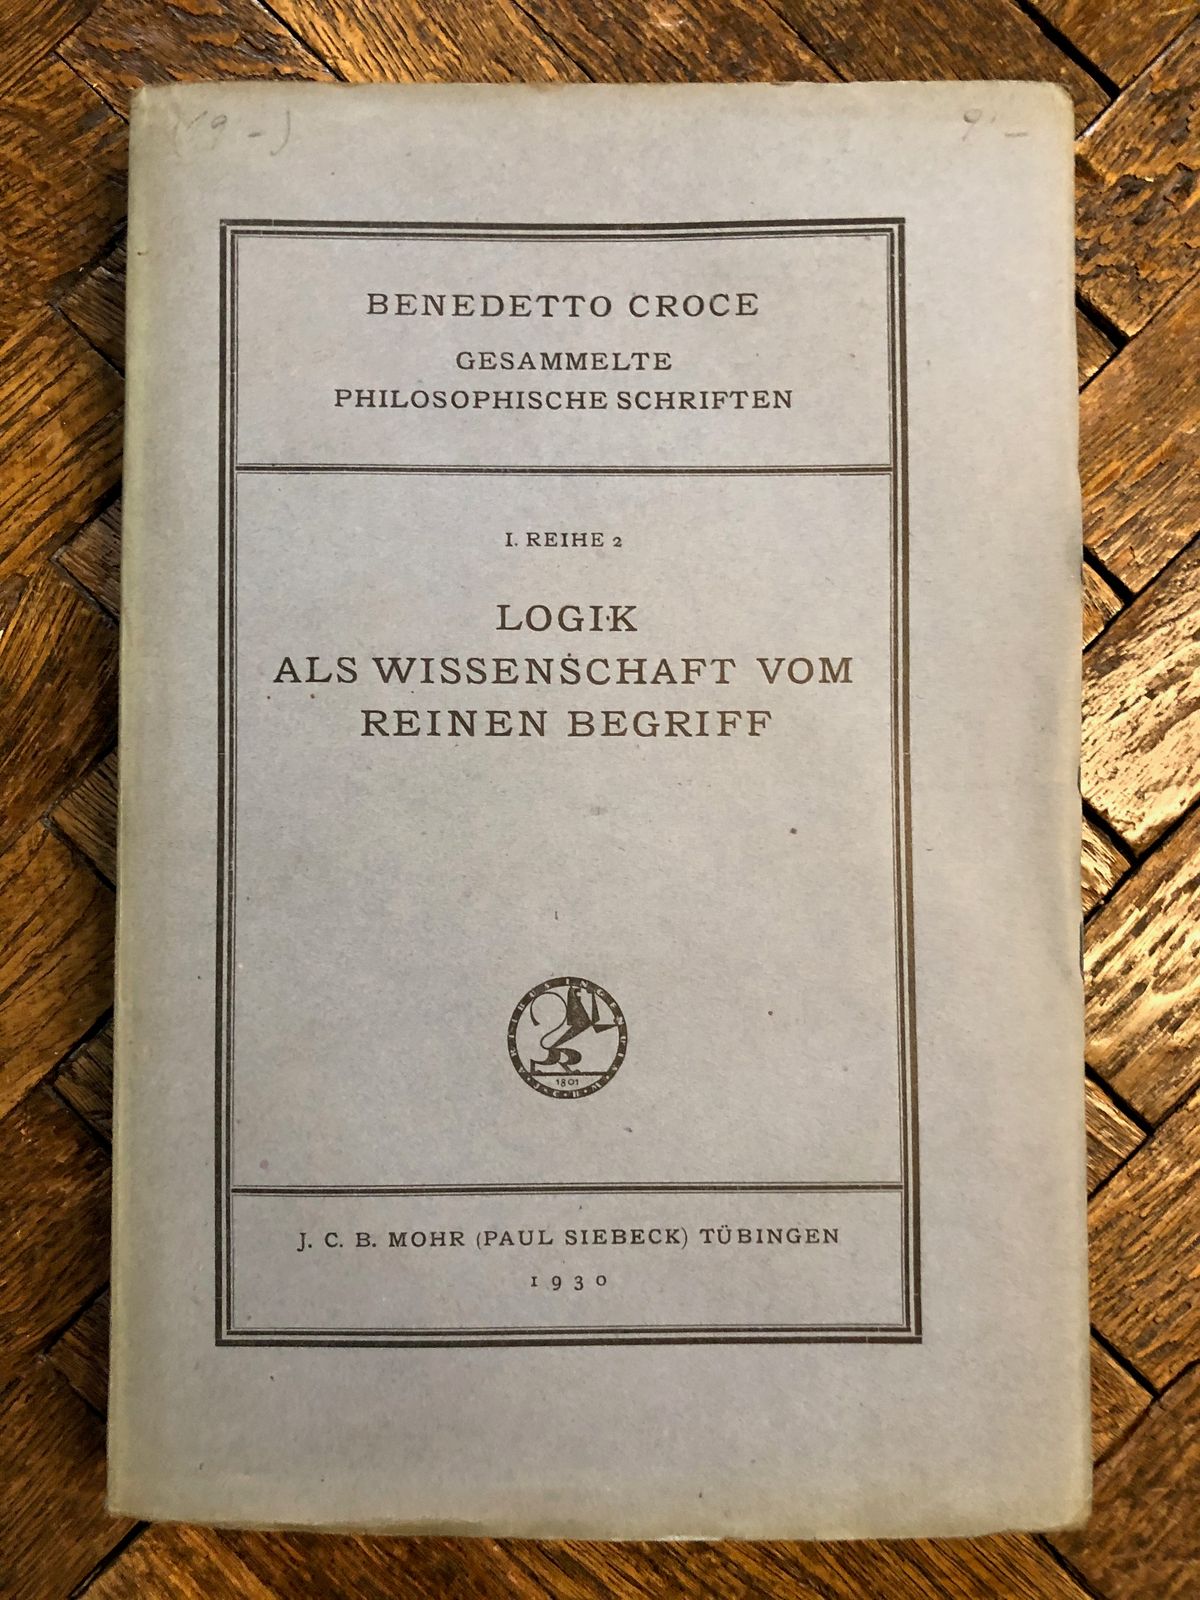 (19'-) 9'-
BENEDETTO CROCE
GESAMMELTE
PHILOSOPHISCHE SCHRIFTEN
I. REIHE 2
LOGIK
ALS WISSENSCHAFT VOM
REINEN BEGRIFF
1801
J. C. B. MOHR (PAUL SIEBECK) TÜBINGEN
1930